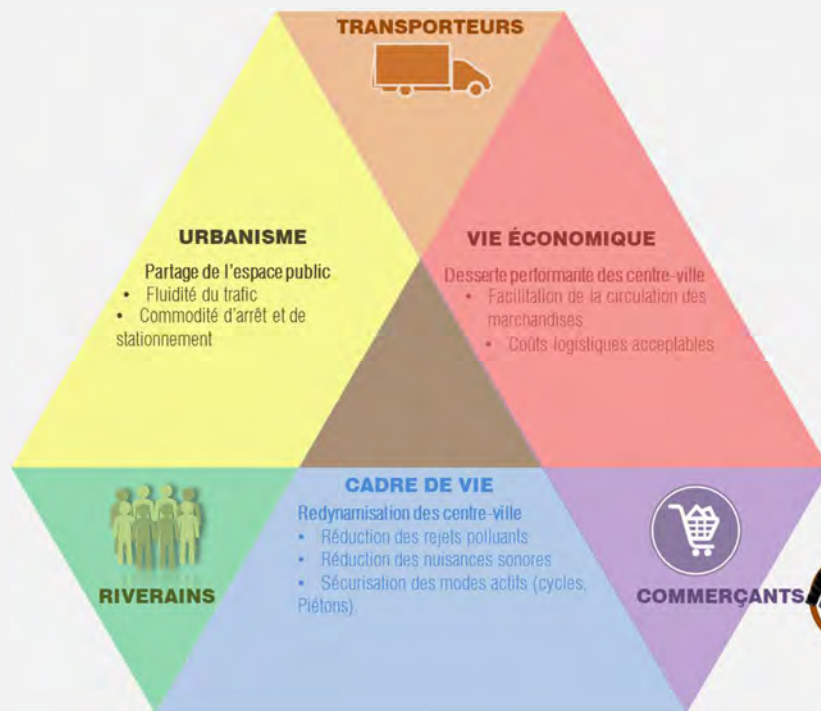 TRANSPORTEURS
URBANISME
Partage de l'espace public
• Fluidité du trafic
• Commodité d'arrêt et de
stationnement
VIE ÉCONOMIQUE
Desserte performante des centre-ville
• Facilitation de la circulation des
marchandises
• Coûts logistiques acceptables
CADRE DE VIE
Redynamisation des centre-ville
• Réduction des rejets polluants
• Réduction des nuisances sonores
• Sécurisation des modes actifs (cycles,
Piétons)
RIVERAINS
COMMERÇANTS